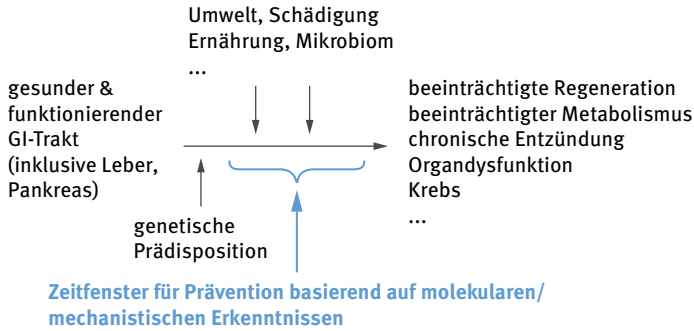 Umwelt, Schädigung
Ernährung, Mikrobiom
...
gesunder &
funktionierender
GI-Trakt
(inklusive Leber,
Pankreas)
beeinträchtigte Regeneration
beeinträchtigter Metabolismus
chronische Entzündung
Organdysfunktion
Krebs
...
genetische
Prädisposition
Zeitfenster für Prävention basierend auf molekularen/
mechanistischen Erkenntnissen